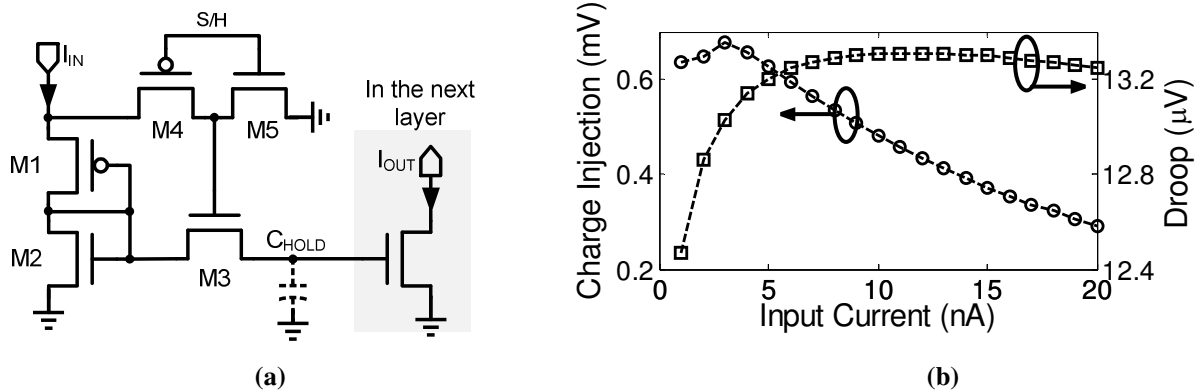 S/H
I_IN
M4
M5
In the next
layer
M1
I_OUT
M2
M3
C_HOLD
(a)
Charge Injection (mV)
0.6
0.4
0.2
13.2
12.8
12.4
Droop (μV)
0 5 10 15 20
Input Current (nA)
(b)